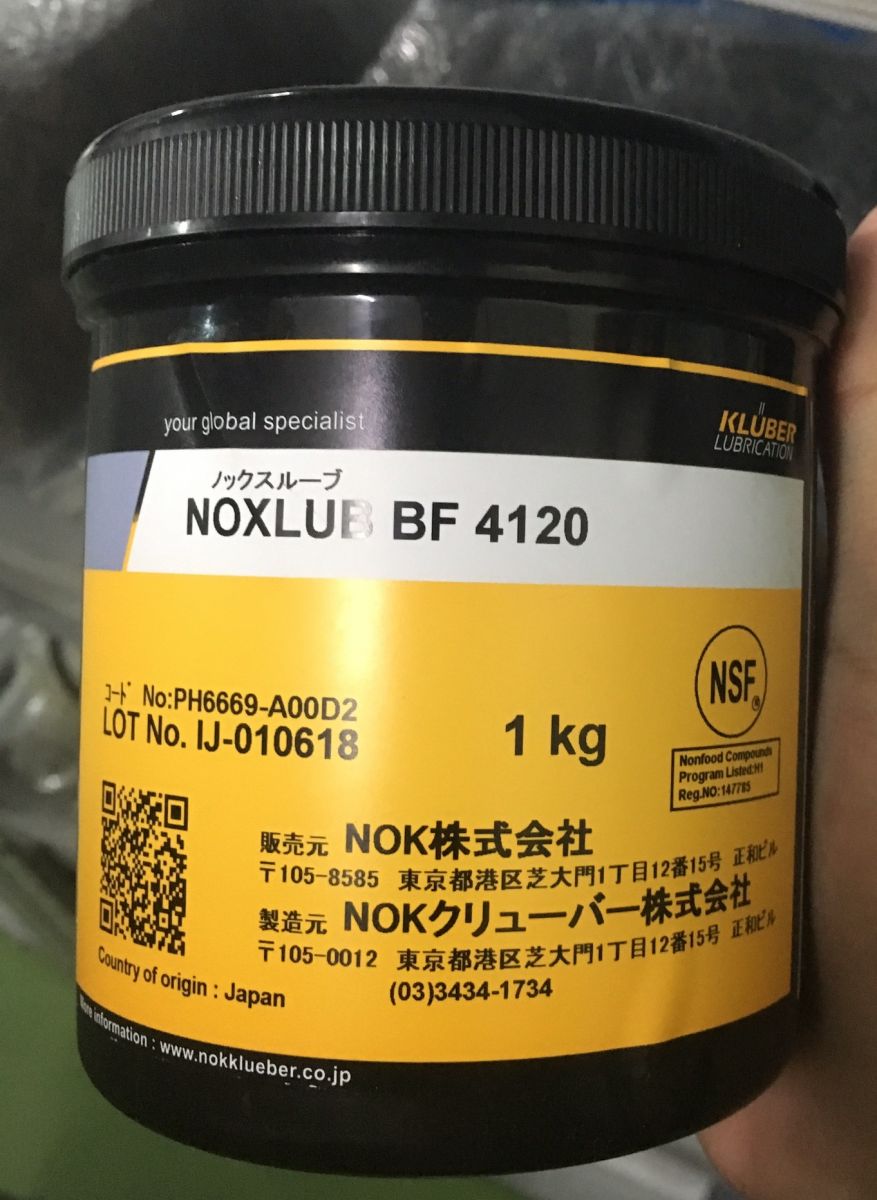 your global specialist
KLÜBER
LUBRICATION
ノックスルーブ
NOXLUB BF 4120
コード No:PH6669-A00D2
LOT No. IJ-010618
1 kg
NSF
Nonfood Compounds
Program Listed:H1
Reg.NO:147785
販売元 NOK株式会社
〒105-8585 東京都港区芝大門1丁目12番15号 正和ビル
製造元 NOKクリューバー株式会社
〒105-0012 東京都港区芝大門1丁目12番15号 正和ビル
(03)3434-1734
Country of origin : Japan
More information : www.nokklueber.co.jp